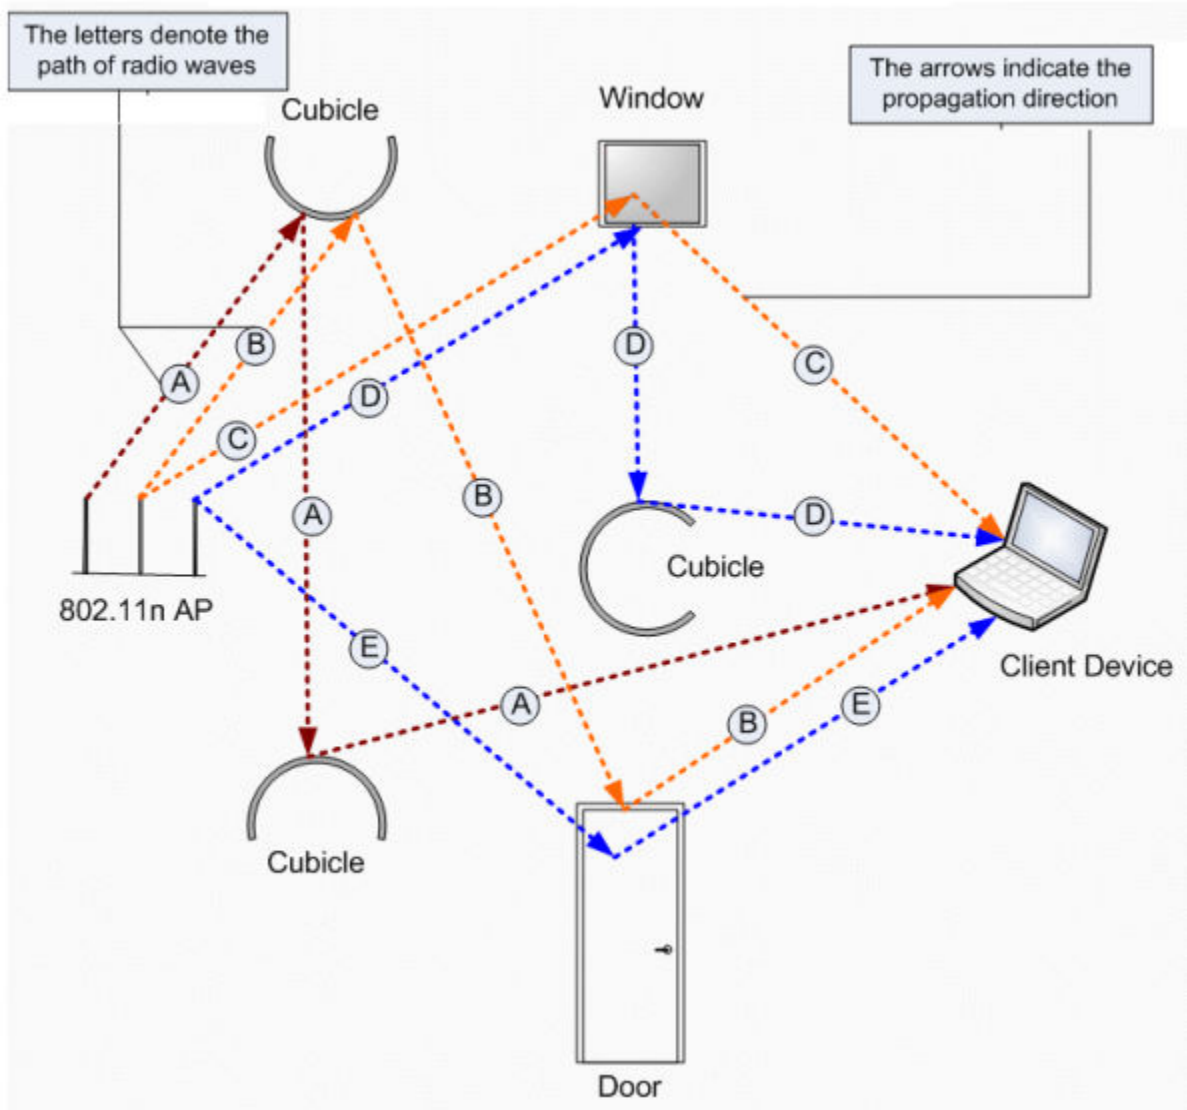 The letters denote the
path of radio waves
The arrows indicate the
propagation direction
Cubicle
Window
A
B
C
D
D
C
A
B
D
Cubicle
802.11n AP
E
A
B
E
Client Device
Cubicle
Door